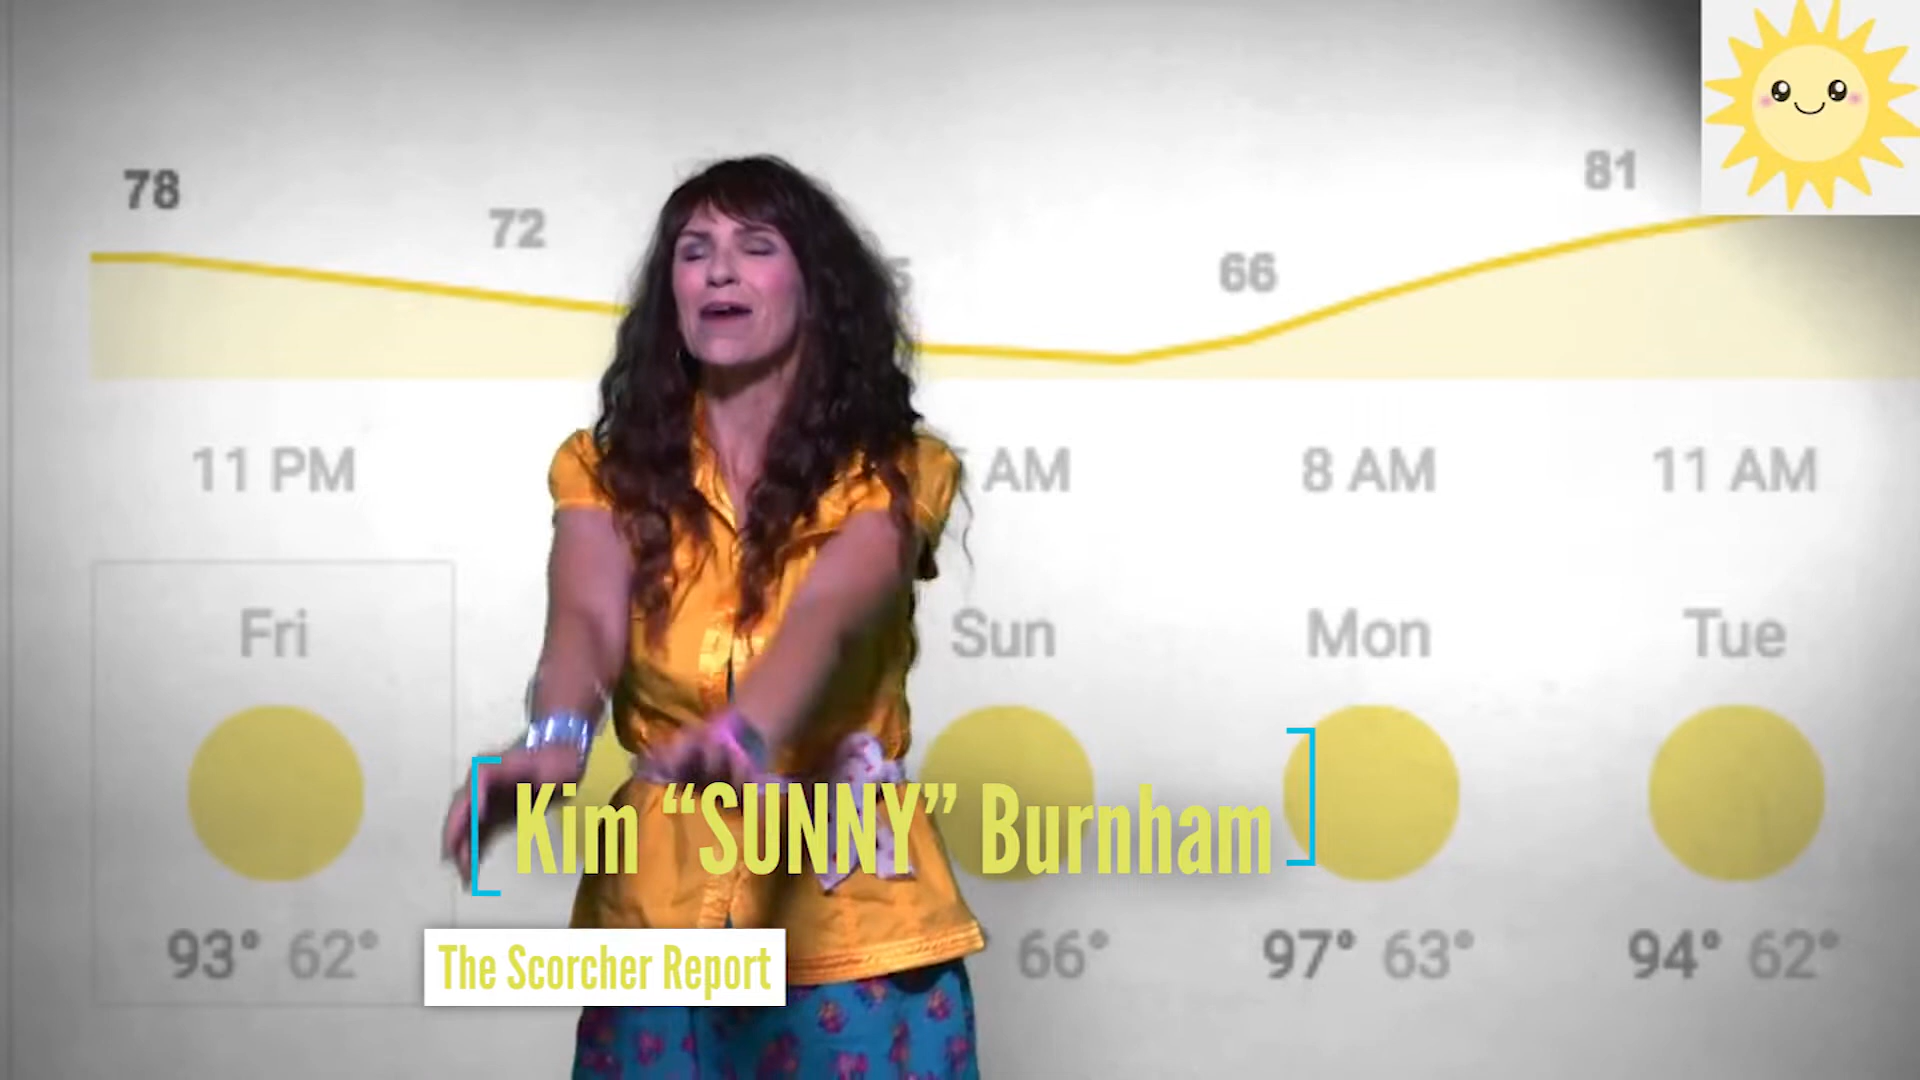 78
72
66
81
11 PM
AM
8 AM
11 AM
Fri
Sun
Mon
Tue
Kim “SUNNY” Burnham
93° 62°
66°
97° 63°
94° 62°
The Scorcher Report